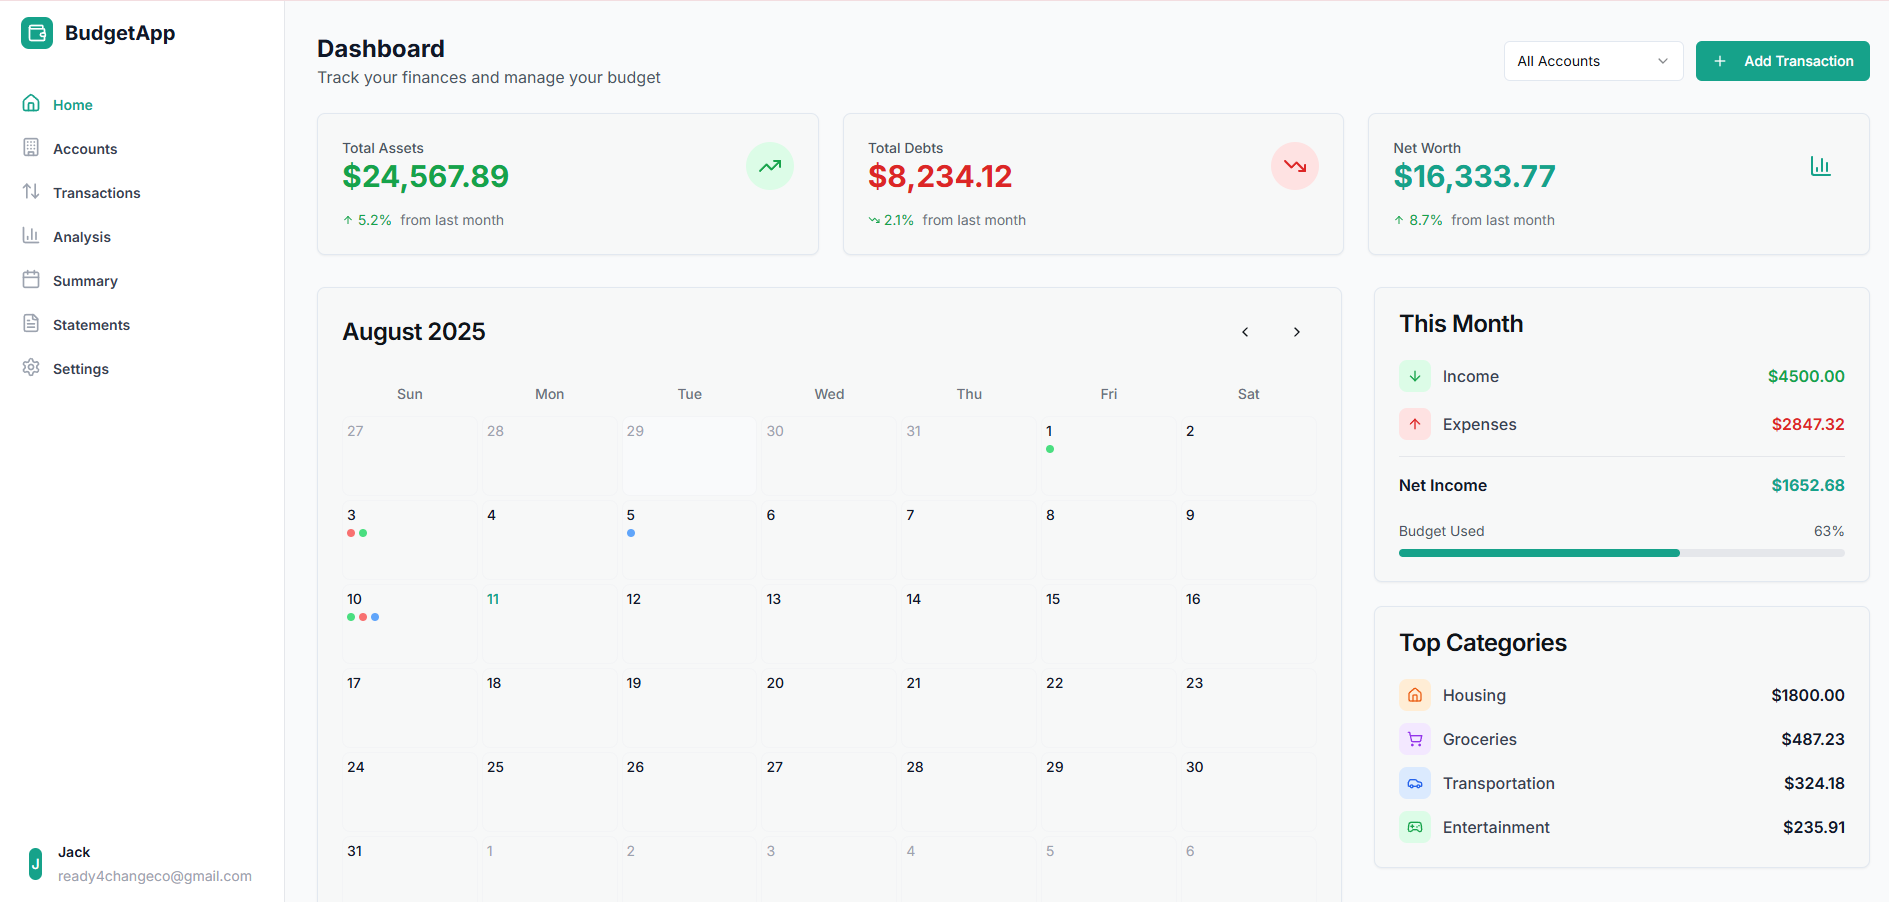 BudgetApp
Home
Accounts
Transactions
Analysis
Summary
Statements
Settings
J
Jack
ready4changeco@gmail.com
Dashboard
Track your finances and manage your budget
All Accounts
Add Transaction
Total Assets
$24,567.89
5.2% from last month
Total Debts
$8,234.12
2.1% from last month
Net Worth
$16,333.77
8.7% from last month
August 2025
Sun Mon Tue Wed Thu Fri Sat
27 28 29 30 31 1 2
3 4 5 6 7 8 9
10 11 12 13 14 15 16
17 18 19 20 21 22 23
24 25 26 27 28 29 30
31 1 2 3 4 5 6
This Month
Income $4500.00
Expenses $2847.32
Net Income $1652.68
Budget Used 63%
Top Categories
Housing $1800.00
Groceries $487.23
Transportation $324.18
Entertainment $235.91